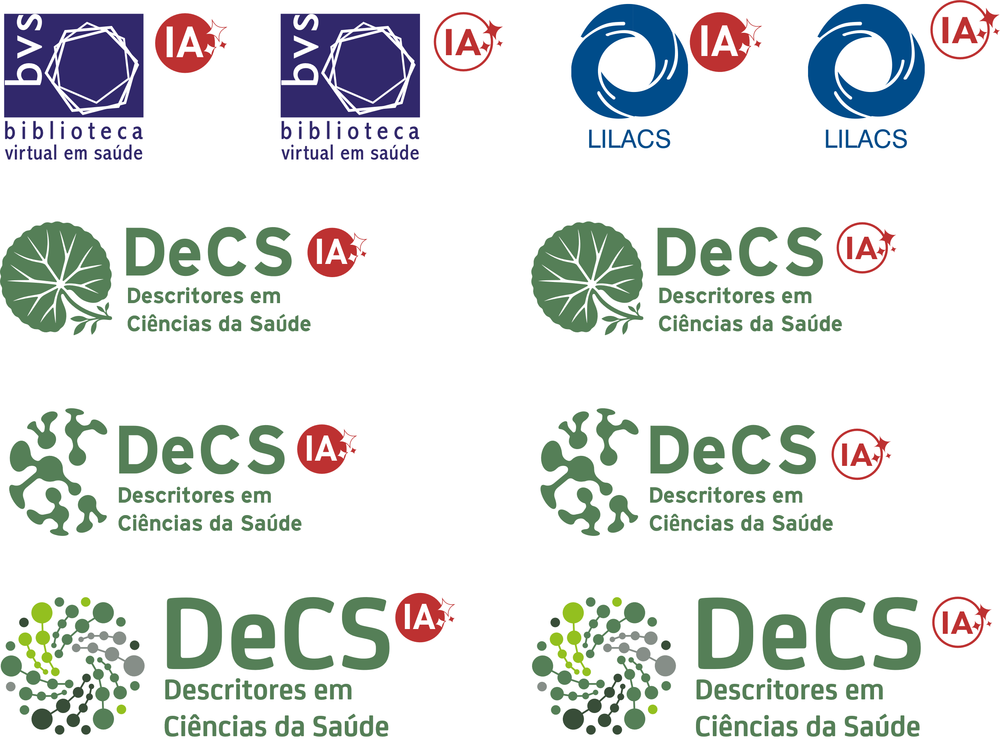 bvs
IA
biblioteca
virtual em saúde
bvs
IA
biblioteca
virtual em saúde
IA
LILACS
IA
LILACS
DeCS IA
Descritores em
Ciências da Saúde
DeCS IA
Descritores em
Ciências da Saúde
DeCS IA
Descritores em
Ciências da Saúde
DeCS IA
Descritores em
Ciências da Saúde
DeCS IA
Descritores em
Ciências da Saúde
DeCS IA
Descritores em
Ciências da Saúde